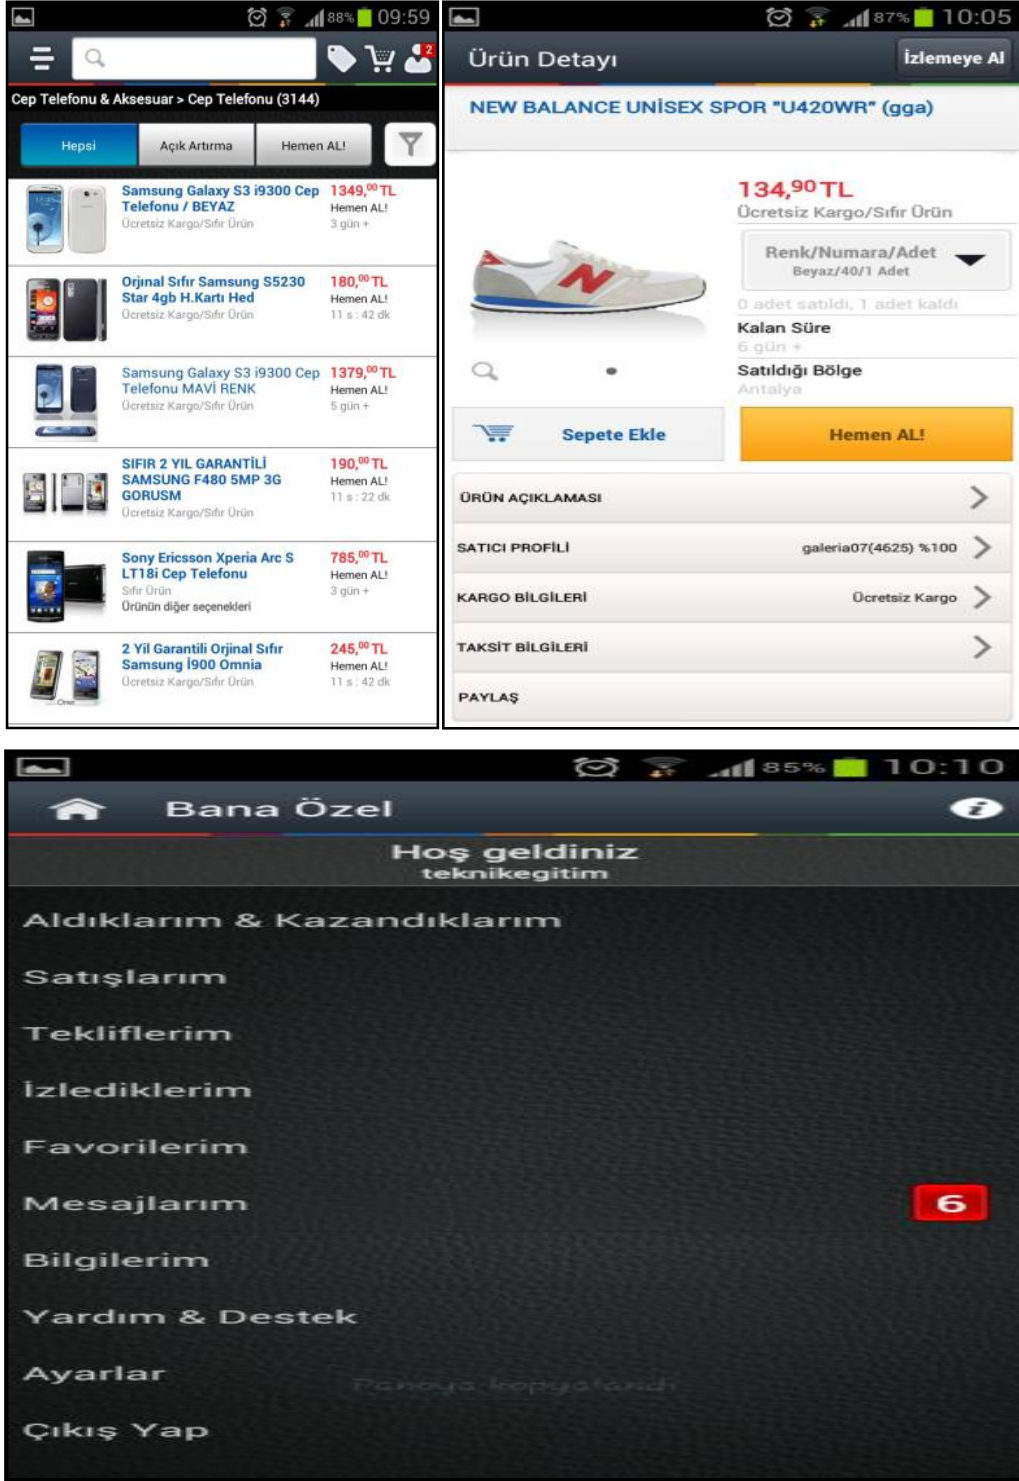 88% 09:59
2
Cep Telefonu & Aksesuar > Cep Telefonu (3144)
Hepsi
Açık Artırma
Hemen AL!
Samsung Galaxy S3 i9300 Cep
Telefonu / BEYAZ
Ücretsiz Kargo/Sıfır Ürün
1349,00 TL
Hemen AL!
3 gün +
Orjınal Sıfır Samsung S5230
Star 4gb H.Kartı Hed
Ücretsiz Kargo/Sıfır Ürün
180,00 TL
Hemen AL!
11 s : 42 dk
Samsung Galaxy S3 i9300 Cep
Telefonu MAVİ RENK
Ücretsiz Kargo/Sıfır Ürün
1379,00 TL
Hemen AL!
5 gün +
SIFIR 2 YIL GARANTİLİ
SAMSUNG F480 5MP 3G
GORUSM
Ücretsiz Kargo/Sıfır Ürün
190,00 TL
Hemen AL!
11 s : 22 dk
Sony Ericsson Xperia Arc S
LT18i Cep Telefonu
Sıfır Ürün
Ürünün diğer seçenekleri
785,00 TL
Hemen AL!
3 gün +
2 Yil Garantili Orjinal Sıfır
Samsung İ900 Omnia
Ücretsiz Kargo/Sıfır Ürün
245,00 TL
Hemen AL!
11 s : 42 dk
87% 10:05
Ürün Detayı
İzlemeye Al
NEW BALANCE UNİSEX SPOR "U420WR" (gga)
134,90 TL
Ücretsiz Kargo/Sıfır Ürün
Renk/Numara/Adet
Beyaz/40/1 Adet
0 adet satıldı, 1 adet kaldı
Kalan Süre
6 gün +
Satıldığı Bölge
Antalya
Sepete Ekle
Hemen AL!
ÜRÜN AÇIKLAMASI
SATICI PROFİLİ galeria07(4625) %100
KARGO BİLGİLERİ Ücretsiz Kargo
TAKSİT BİLGİLERİ
PAYLAŞ
85% 10:10
Bana Özel
Hoş geldiniz
teknikegitim
Aldıklarım & Kazandıklarım
Satışlarım
Tekliflerim
İzlediklerim
Favorilerim
Mesajlarım 6
Bilgilerim
Yardım & Destek
Ayarlar
Panoya kopyalandı
Çıkış Yap